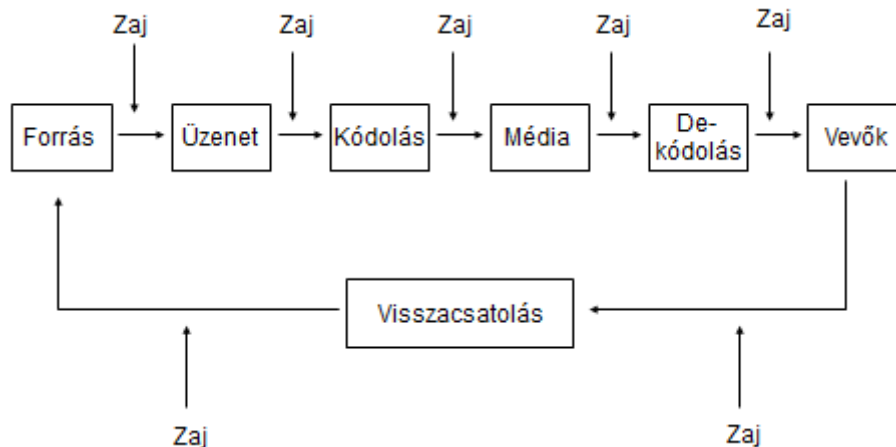 Zaj
Zaj
Zaj
Zaj
Zaj
Forrás
Üzenet
Kódolás
Média
De-
kódolás
Vevők
Visszacsatolás
Zaj
Zaj